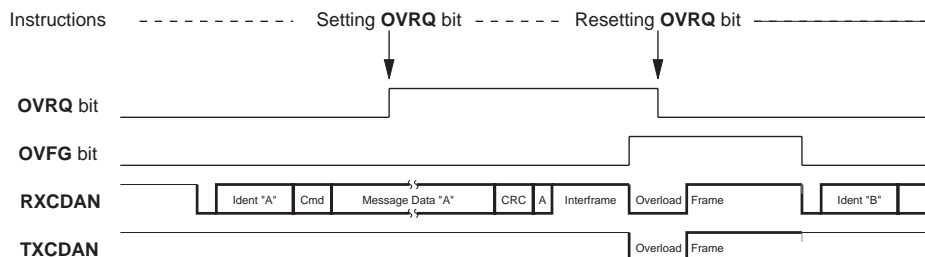 Instructions Setting OVRQ bit Resetting OVRQ bit
OVRQ bit
OVFG bit
RXCDAN Ident "A" Cmd Message Data "A" CRC A Interframe Overload Frame Ident "B"
TXCDAN Overload Frame